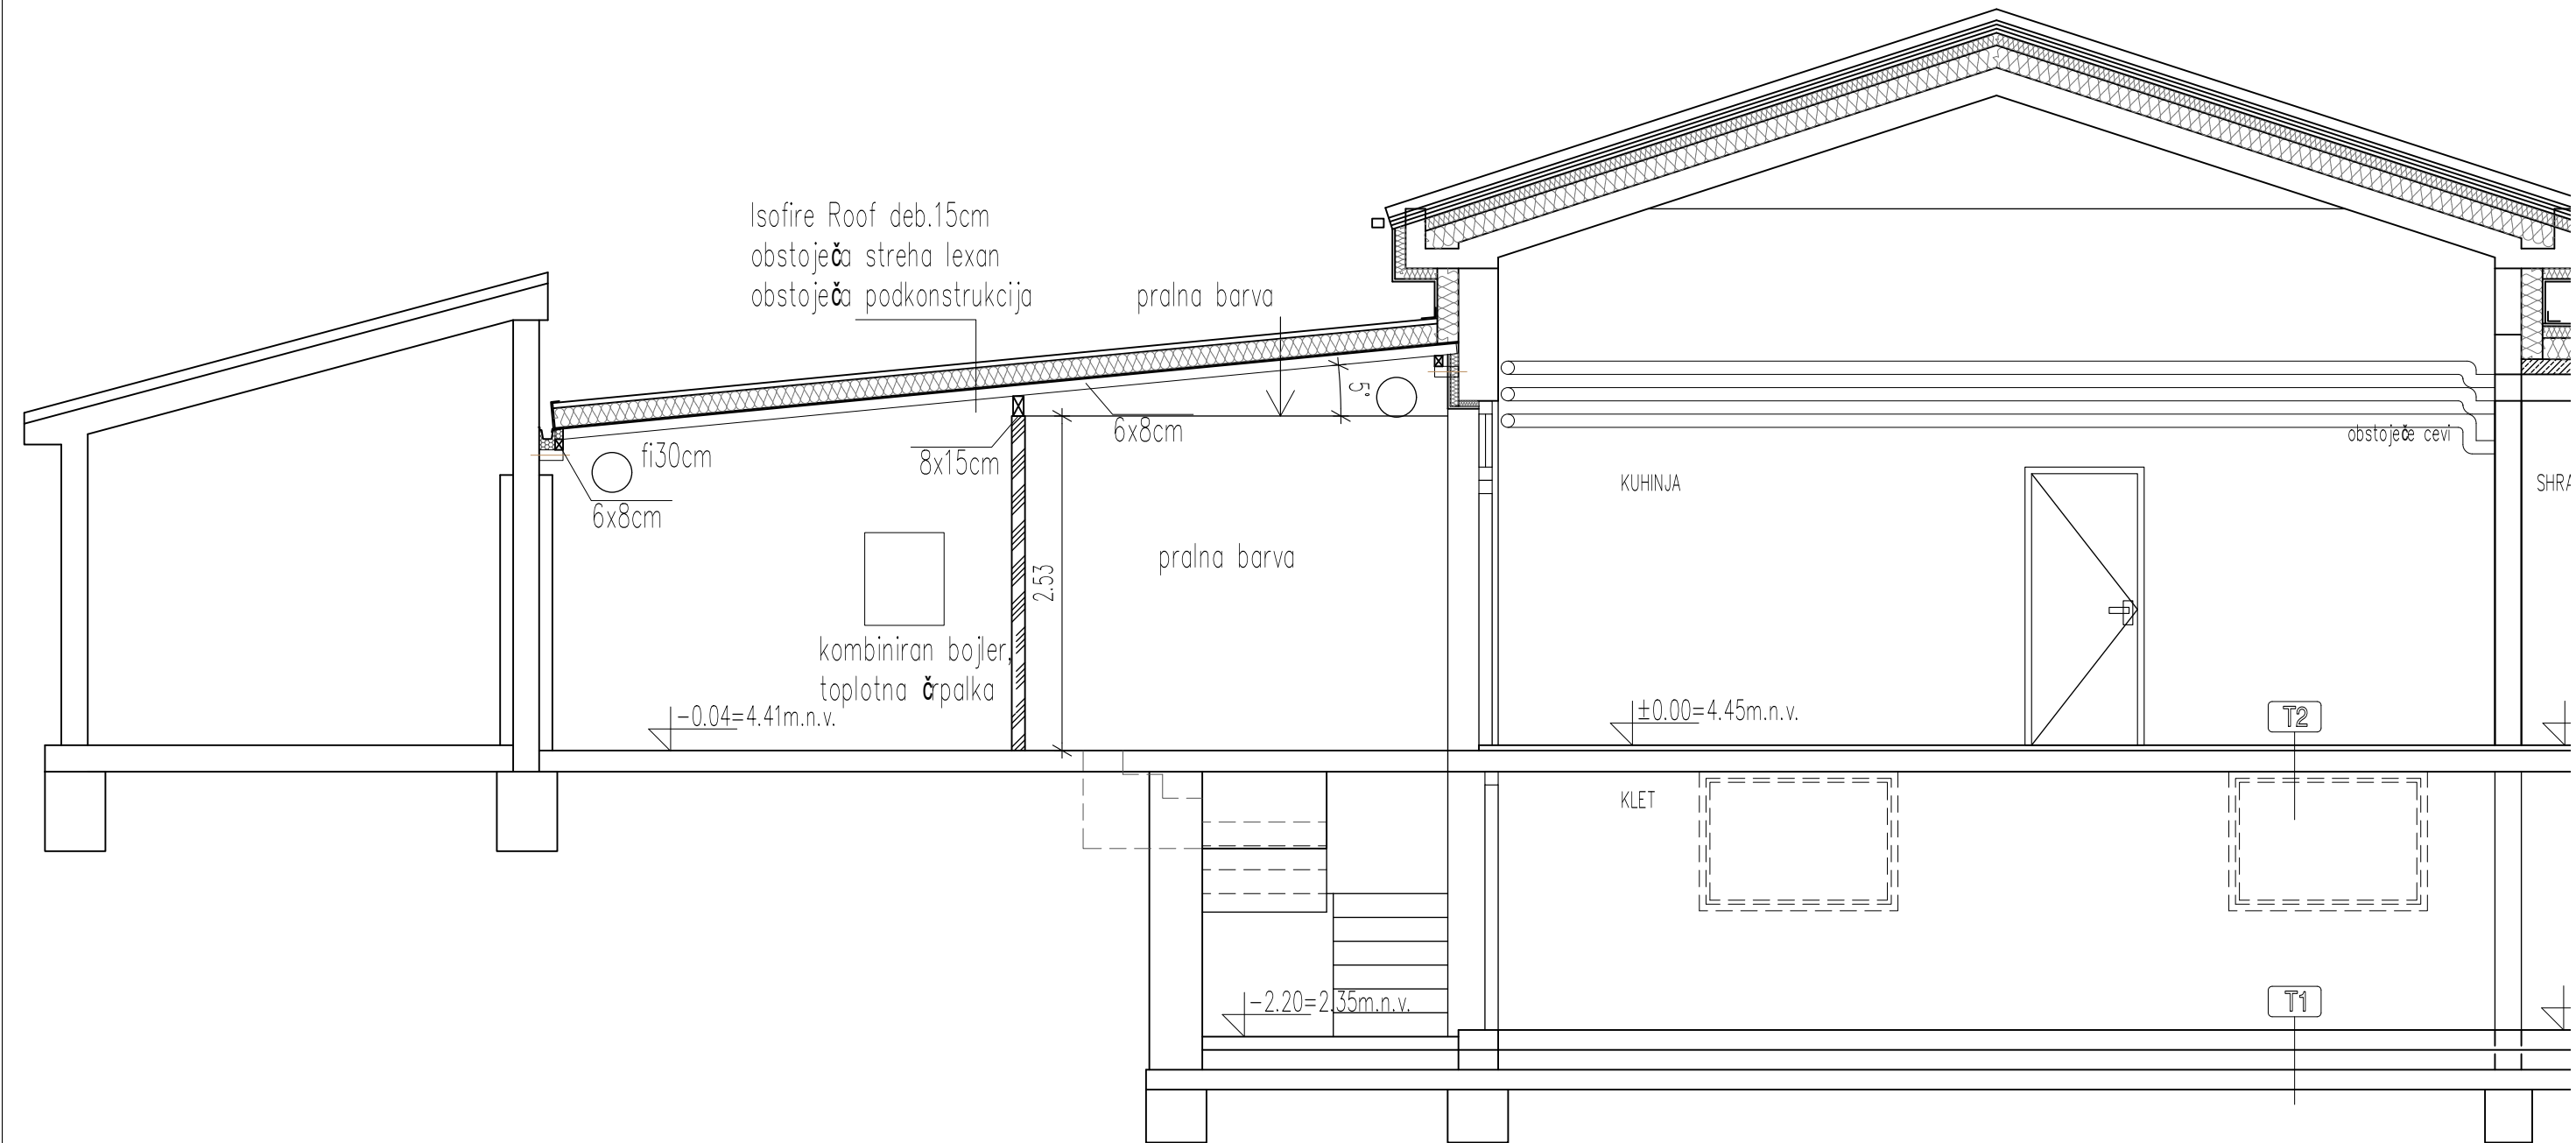 Isofire Roof deb.15cm
obstoječa streha lexan
obstoječa podkonstrukcija
pralna barva
5°
6x8cm
fi30cm
8x15cm
6x8cm
obstoječe cevi
KUHINJA
SHRA
pralna barva
2.53
kombiniran bojler,
toplotna črpalka
-0.04=4.41m.n.v.
±0.00=4.45m.n.v.
T2
KLET
-2.20=2.35m.n.v.
T1